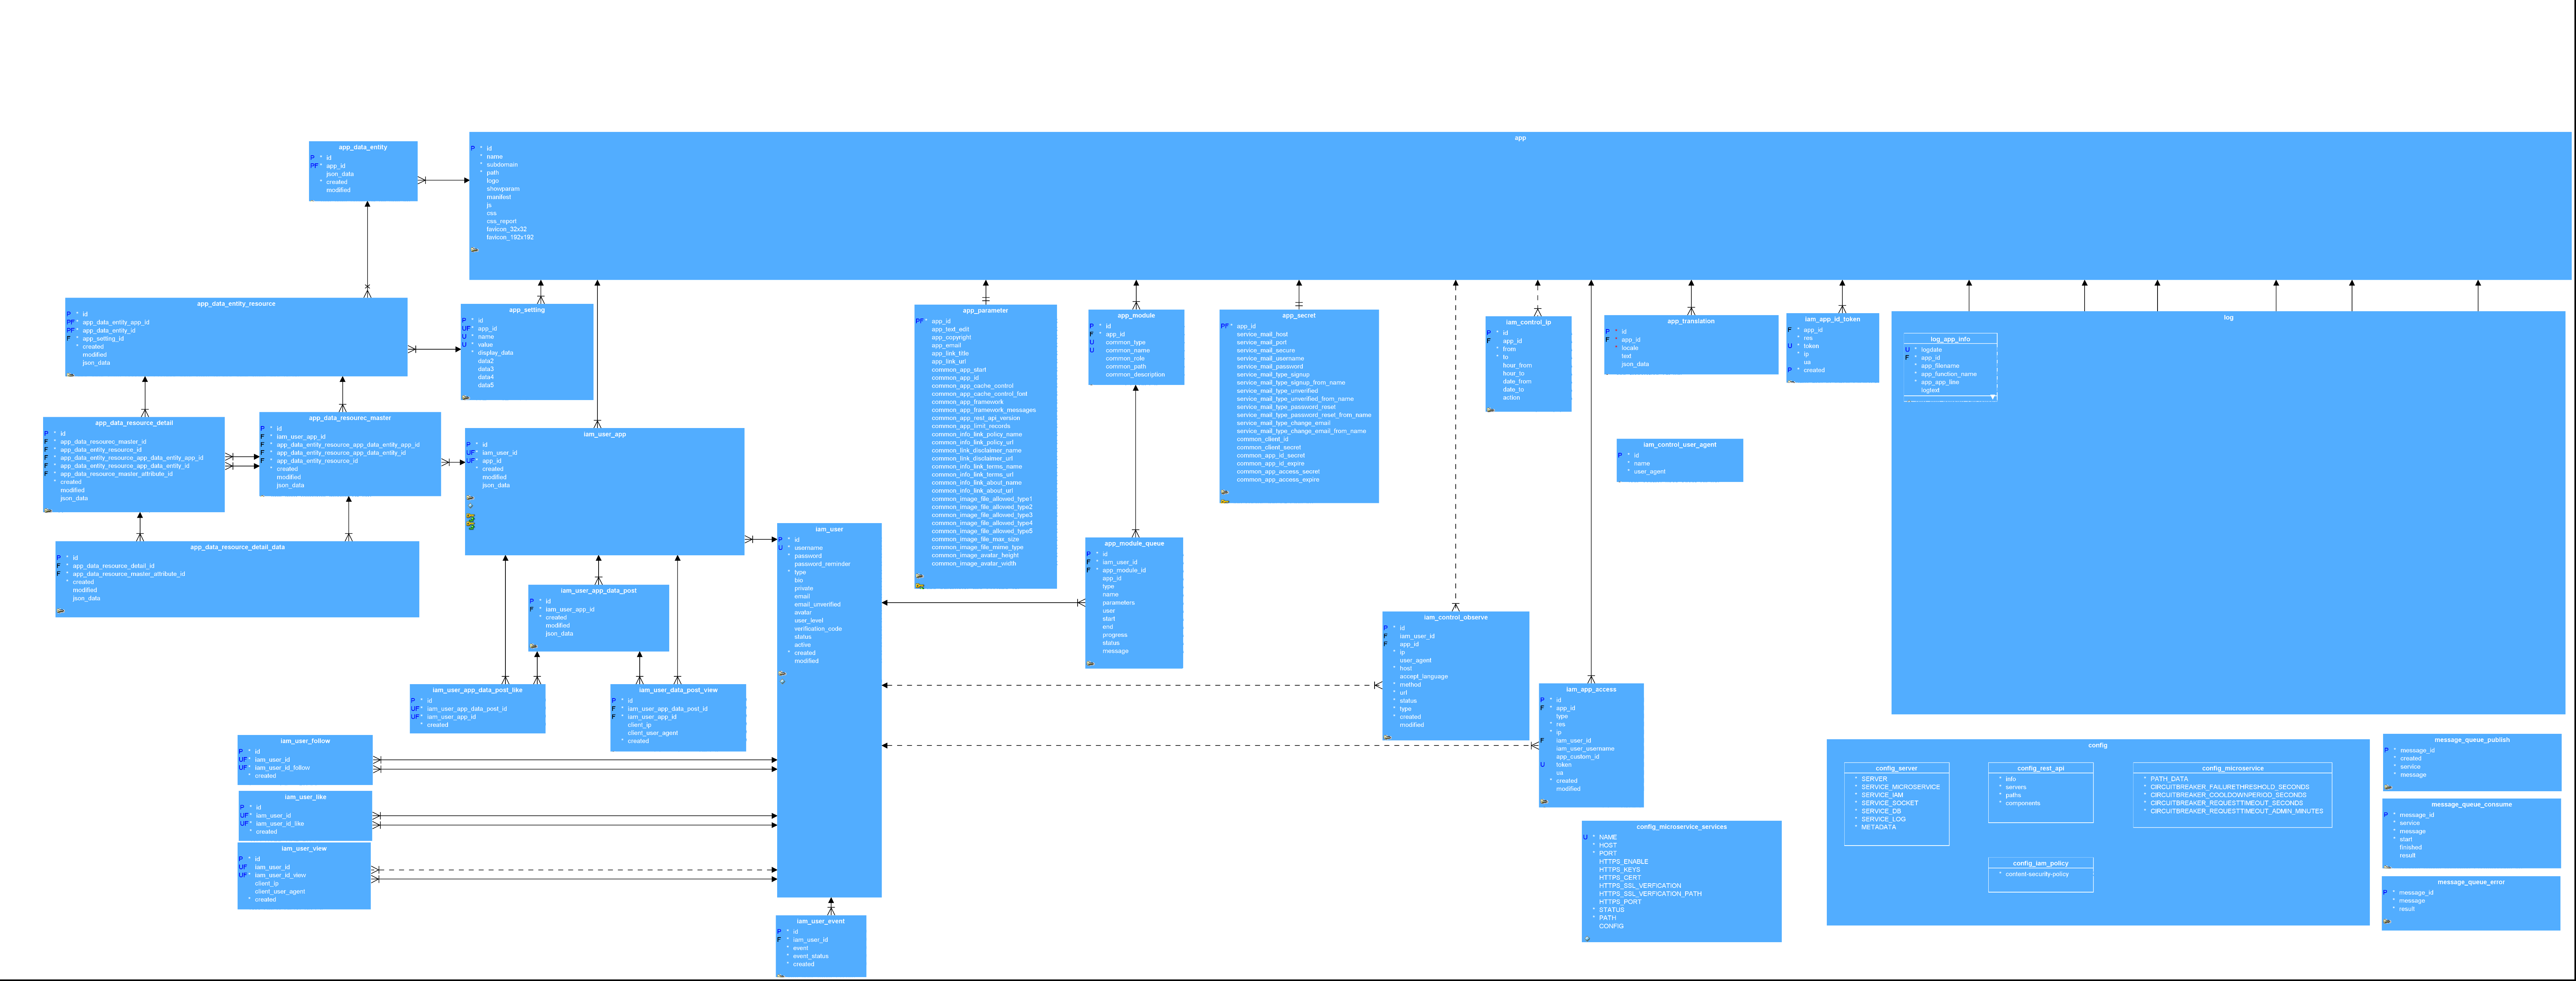 app
P * id
* name
* subdomain
* path
logo
showparam
manifest
js
css
css_report
favicon_32x32
favicon_192x192
app_data_entity
P * id
PF* app_id
json_data
* created
modified
app_data_entity_resource
P * id
PF* app_data_entity_app_id
PF* app_data_entity_id
F * app_setting_id
* created
modified
json_data
app_setting
P * id
UF* app_id
U * name
U * value
* display_data
data2
data3
data4
data5
app_data_resource_detail
P * id
F * app_data_resourec_master_id
F * app_data_entity_resource_id
F * app_data_entity_resource_app_data_entity_app_id
F * app_data_entity_resource_app_data_entity_id
F * app_data_resource_master_attribute_id
* created
modified
json_data
app_data_resourec_master
P * id
F * iam_user_app_id
F * app_data_entity_resource_app_data_entity_app_id
F * app_data_entity_resource_app_data_entity_id
F * app_data_entity_resource_id
* created
modified
json_data
app_data_resource_detail_data
P * id
F * app_data_resource_detail_id
F * app_data_resource_master_attribute_id
* created
modified
json_data
iam_user_app
P * id
UF* iam_user_id
UF* app_id
* created
modified
json_data
iam_user_app_data_post
P * id
F * iam_user_app_id
* created
modified
json_data
iam_user_app_data_post_like
P * id
UF* iam_user_app_data_post_id
UF* iam_user_app_id
* created
iam_user_data_post_view
P * id
F * iam_user_app_data_post_id
F * iam_user_app_id
client_ip
client_user_agent
* created
iam_user_follow
P * id
UF* iam_user_id
UF* iam_user_id_follow
* created
iam_user_like
P * id
UF* iam_user_id
UF* iam_user_id_like
* created
iam_user_view
P * id
UF iam_user_id
UF* iam_user_id_view
client_ip
client_user_agent
* created
iam_user
P * id
U * username
* password
password_reminder
* type
bio
private
email
email_unverified
avatar
user_level
verification_code
status
active
* created
modified
iam_user_event
P * id
F * iam_user_id
* event
* event_status
* created
app_parameter
PF* app_id
app_text_edit
app_copyright
app_email
app_link_title
app_link_url
common_app_start
common_app_id
common_app_cache_control
common_app_cache_control_font
common_app_framework
common_app_framework_messages
common_app_rest_api_version
common_app_limit_records
common_info_link_policy_name
common_info_link_policy_url
common_link_disclaimer_name
common_link_disclaimer_url
common_info_link_terms_name
common_info_link_terms_url
common_info_link_about_name
common_info_link_about_url
common_image_file_allowed_type1
common_image_file_allowed_type2
common_image_file_allowed_type3
common_image_file_allowed_type4
common_image_file_allowed_type5
common_image_file_max_size
common_image_file_mime_type
common_image_avatar_height
common_image_avatar_width
app_module
P * id
F * app_id
U common_type
U common_name
common_role
common_path
common_description
app_module_queue
P * id
F * iam_user_id
F * app_module_id
app_id
type
name
parameters
user
start
end
progress
status
message
app_secret
PF* app_id
service_mail_host
service_mail_port
service_mail_secure
service_mail_username
service_mail_password
service_mail_type_signup
service_mail_type_signup_from_name
service_mail_type_unverified
service_mail_type_unverified_from_name
service_mail_type_password_reset
service_mail_type_password_reset_from_name
service_mail_type_change_email
service_mail_type_change_email_from_name
common_client_id
common_client_secret
common_app_id_secret
common_app_id_expire
common_app_access_secret
common_app_access_expire
iam_control_ip
P * id
F app_id
* from
* to
hour_from
hour_to
date_from
date_to
action
app_translation
P * id
F * app_id
* locale
text
json_data
iam_app_id_token
F * app_id
* res
U * token
* ip
ua
P * created
iam_control_user_agent
P * id
* name
* user_agent
iam_control_observe
P * id
F iam_user_id
F app_id
* ip
user_agent
* host
accept_language
* method
* url
* status
* type
* created
modified
iam_app_access
P * id
F * app_id
type
* res
* ip
F iam_user_id
iam_user_username
app_custom_id
U token
ua
* created
modified
log
log_app_info
U * logdate
F * app_id
* app_filename
* app_function_name
* app_app_line
logtext
config_microservice_services
U * NAME
* HOST
* PORT
HTTPS_ENABLE
HTTPS_KEYS
HTTPS_CERT
HTTPS_SSL_VERFICATION
HTTPS_SSL_VERFICATION_PATH
HTTPS_PORT
* STATUS
* PATH
CONFIG
config
config_server
* SERVER
* SERVICE_MICROSERVICE
* SERVICE_IAM
* SERVICE_SOCKET
* SERVICE_DB
* SERVICE_LOG
* METADATA
config_rest_api
* info
* servers
* paths
* components
config_microservice
* PATH_DATA
* CIRCUITBREAKER_FAILURETHRESHOLD_SECONDS
* CIRCUITBREAKER_COOLDOWNPERIOD_SECONDS
* CIRCUITBREAKER_REQUESTTIMEOUT_SECONDS
* CIRCUITBREAKER_REQUESTTIMEOUT_ADMIN_MINUTES
config_iam_policy
* content-security-policy
message_queue_publish
P * message_id
* created
* service
* message
message_queue_consume
P * message_id
* service
* message
* start
finished
result
message_queue_error
P * message_id
* message
* result